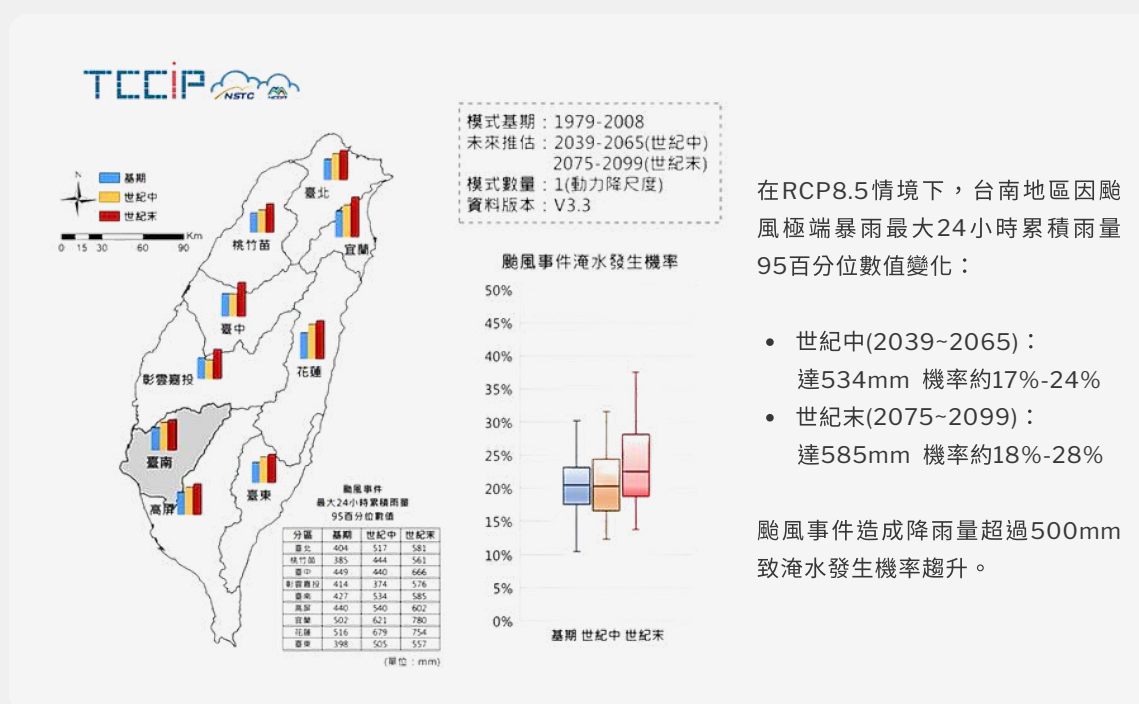 TCCiP
NSTC
NCDR
N
基期
世紀中
世紀末
Km
0 15 30 60 90
臺北
桃竹苗
宜蘭
臺中
花蓮
彰雲嘉投
臺南
高屏
臺東
颱風事件
最大24小時累積雨量
95百分位數值
分區 基期 世紀中 世紀末
臺北 404 517 581
桃竹苗 385 444 561
臺中 449 440 666
彰雲嘉投 414 374 576
臺南 427 534 585
高屏 440 540 602
宜蘭 502 621 780
花蓮 516 679 754
臺東 398 505 557
(單位：mm)
模式基期：1979-2008
未來推估：2039-2065(世紀中)
2075-2099(世紀末)
模式數量：1(動力降尺度)
資料版本：V3.3
颱風事件淹水發生機率
50%
45%
40%
35%
30%
25%
20%
15%
10%
5%
0%
基期 世紀中 世紀末
在RCP8.5情境下，台南地區因颱
風極端暴雨最大24小時累積雨量
95百分位數值變化：
• 世紀中(2039~2065)：
達534mm 機率約17%-24%
• 世紀末(2075~2099)：
達585mm 機率約18%-28%
颱風事件造成降雨量超過500mm
致淹水發生機率趨升。